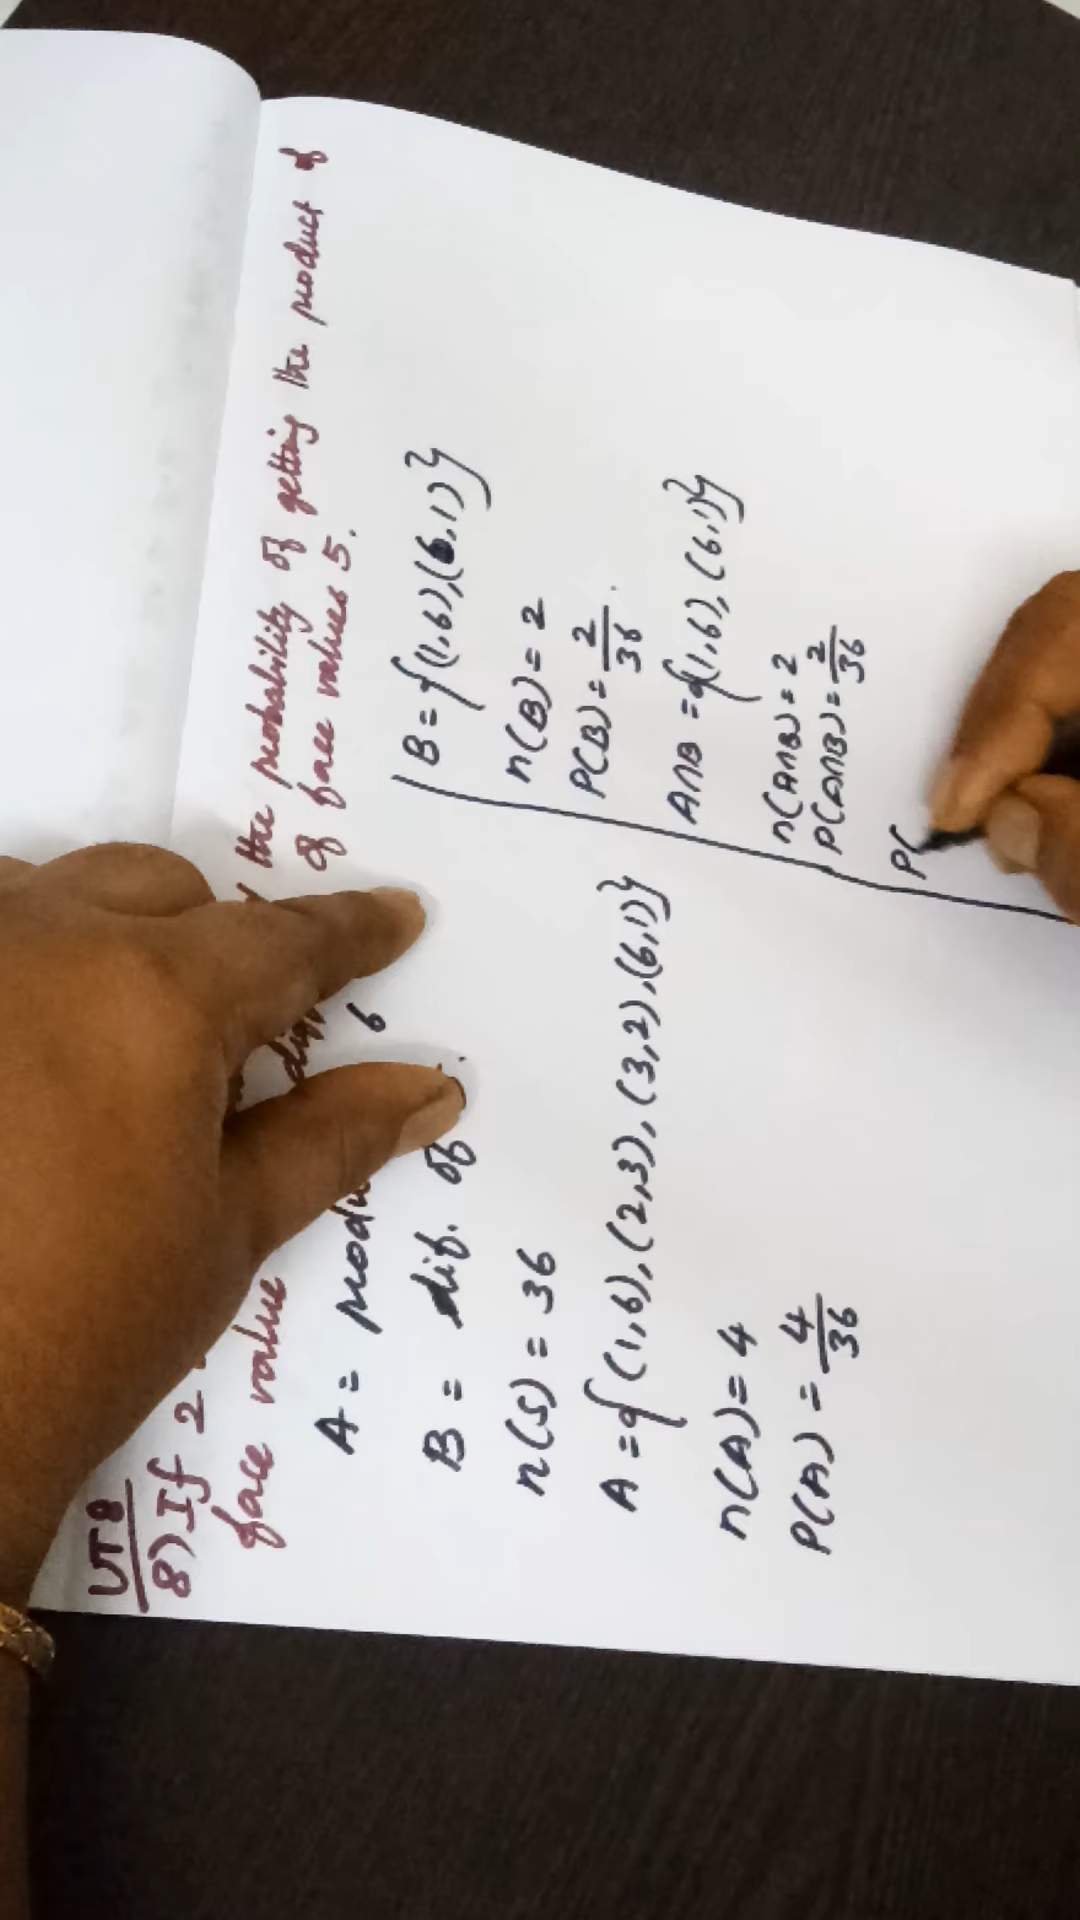 UT 8
8) If 2 the probability of getting the product of
face value of face values 5.
A = 6
B = dif. of
n(S) = 36
A = {(1,6),(2,3),(3,2),(6,1)}
n(A) = 4
P(A) = 4/36
B = {(1,6),(6,1)}
n(B) = 2
P(B) = 2/36.
A∩B = {(1,6),(6,1)}
n(A∩B) = 2
P(A∩B) = 2/36
P(